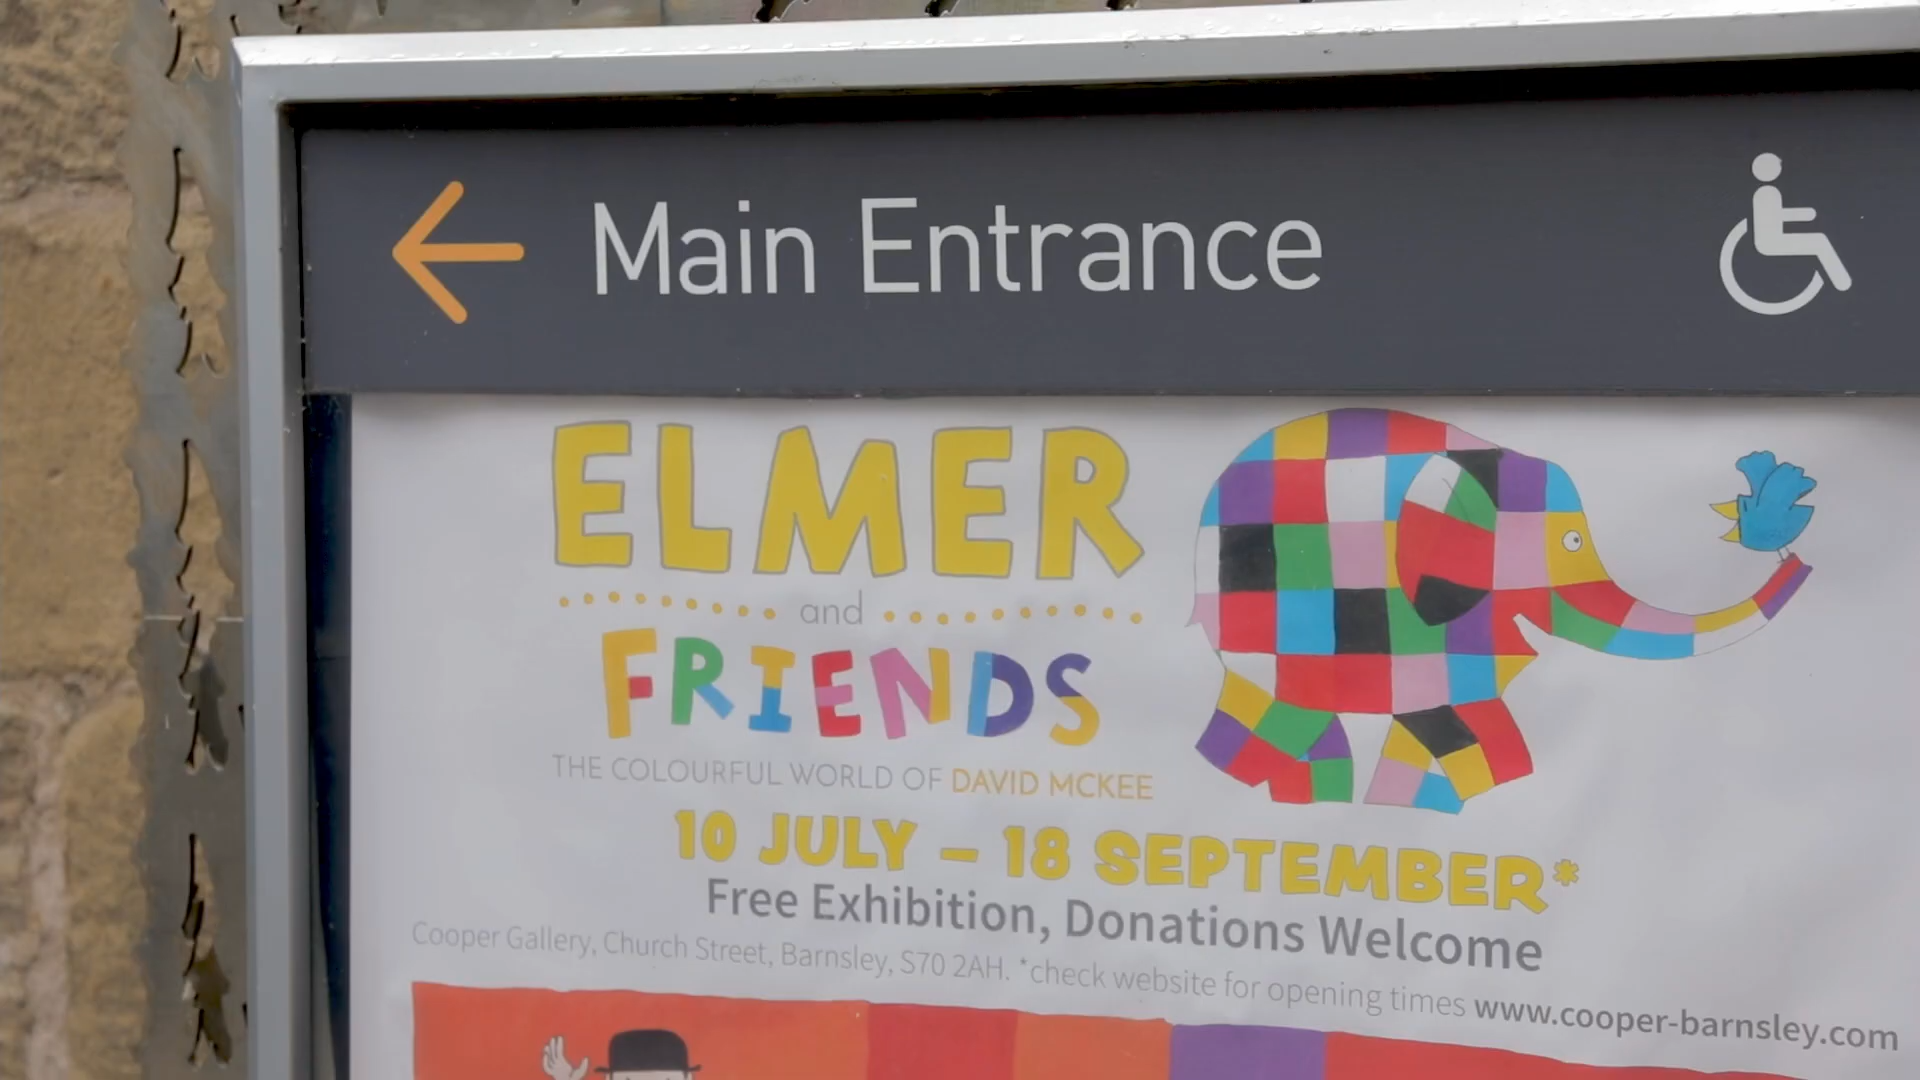 Main Entrance
ELMER
and
FRIENDS
THE COLOURFUL WORLD OF DAVID MCKEE
10 JULY – 18 SEPTEMBER*
Free Exhibition, Donations Welcome
Cooper Gallery, Church Street, Barnsley, S70 2AH. *check website for opening times www.cooper-barnsley.com